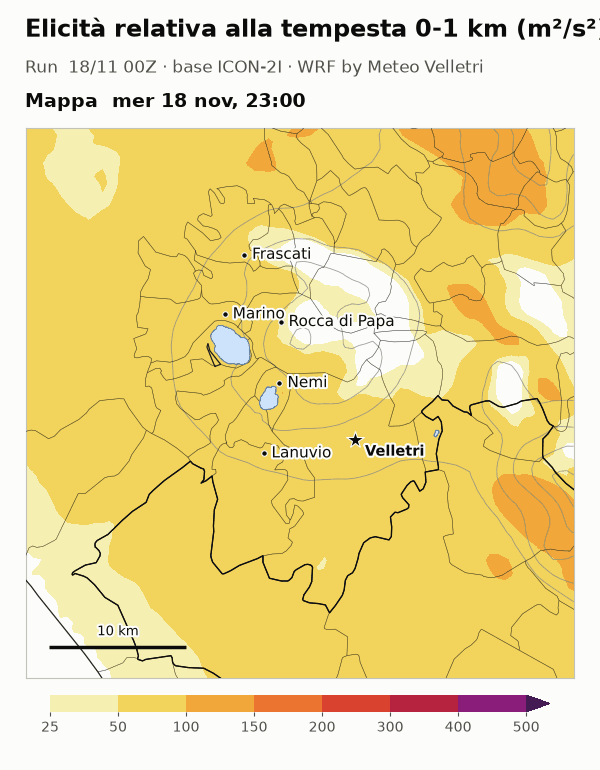 Elicità relativa alla tempesta 0-1 km (m²/s²)
Run  18/11 00Z · base ICON-2I · WRF by Meteo Velletri
Mappa  mer 18 nov, 23:00
Frascati
Marino
Rocca di Papa
Nemi
Lanuvio
Velletri
10 km
25 50 100 150 200 300 400 500